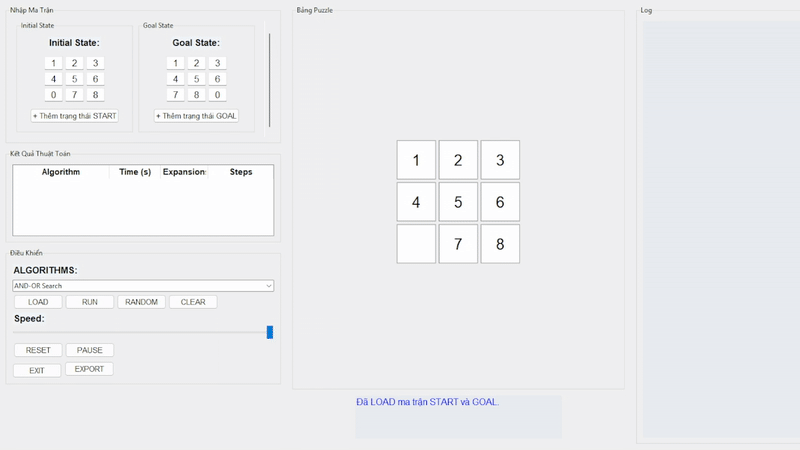 Nhập Ma Trận
Initial State
Initial State:
1 2 3
4 5 6
0 7 8
+ Thêm trạng thái START
Goal State
Goal State:
1 2 3
4 5 6
7 8 0
+ Thêm trạng thái GOAL
Kết Quả Thuật Toán
Algorithm Time (s) Expansion Steps
Điều Khiển
ALGORITHMS:
AND-OR Search
LOAD RUN RANDOM CLEAR
Speed:
RESET PAUSE
EXIT EXPORT
Bảng Puzzle
1 2 3
4 5 6
7 8
Đã LOAD ma trận START và GOAL.
Log